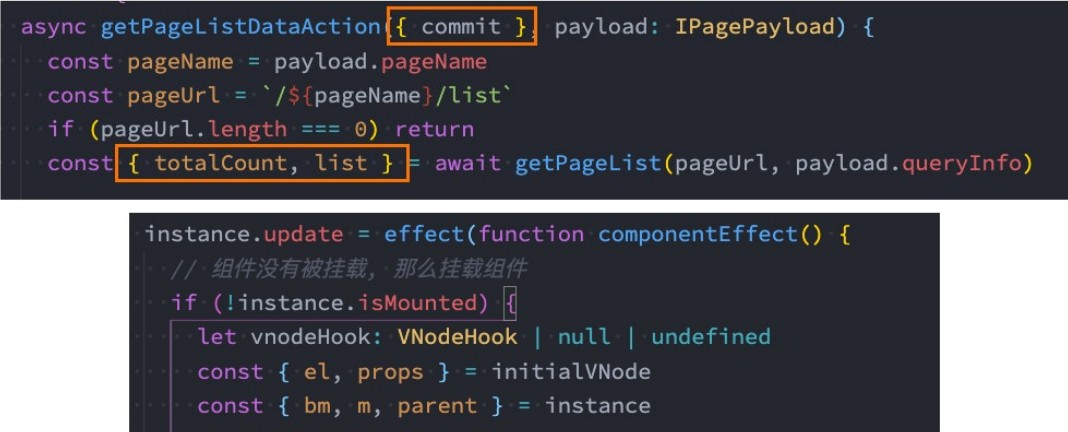 async getPageListDataAction({ commit }, payload: IPagePayload) {
const pageName = payload.pageName
const pageUrl = `/${pageName}/list`
if (pageUrl.length === 0) return
const { totalCount, list } = await getPageList(pageUrl, payload.queryInfo)
instance.update = effect(function componentEffect() {
// 组件没有被挂载，那么挂载组件
if (!instance.isMounted) {
let vnodeHook: VNodeHook | null | undefined
const { el, props } = initialVNode
const { bm, m, parent } = instance